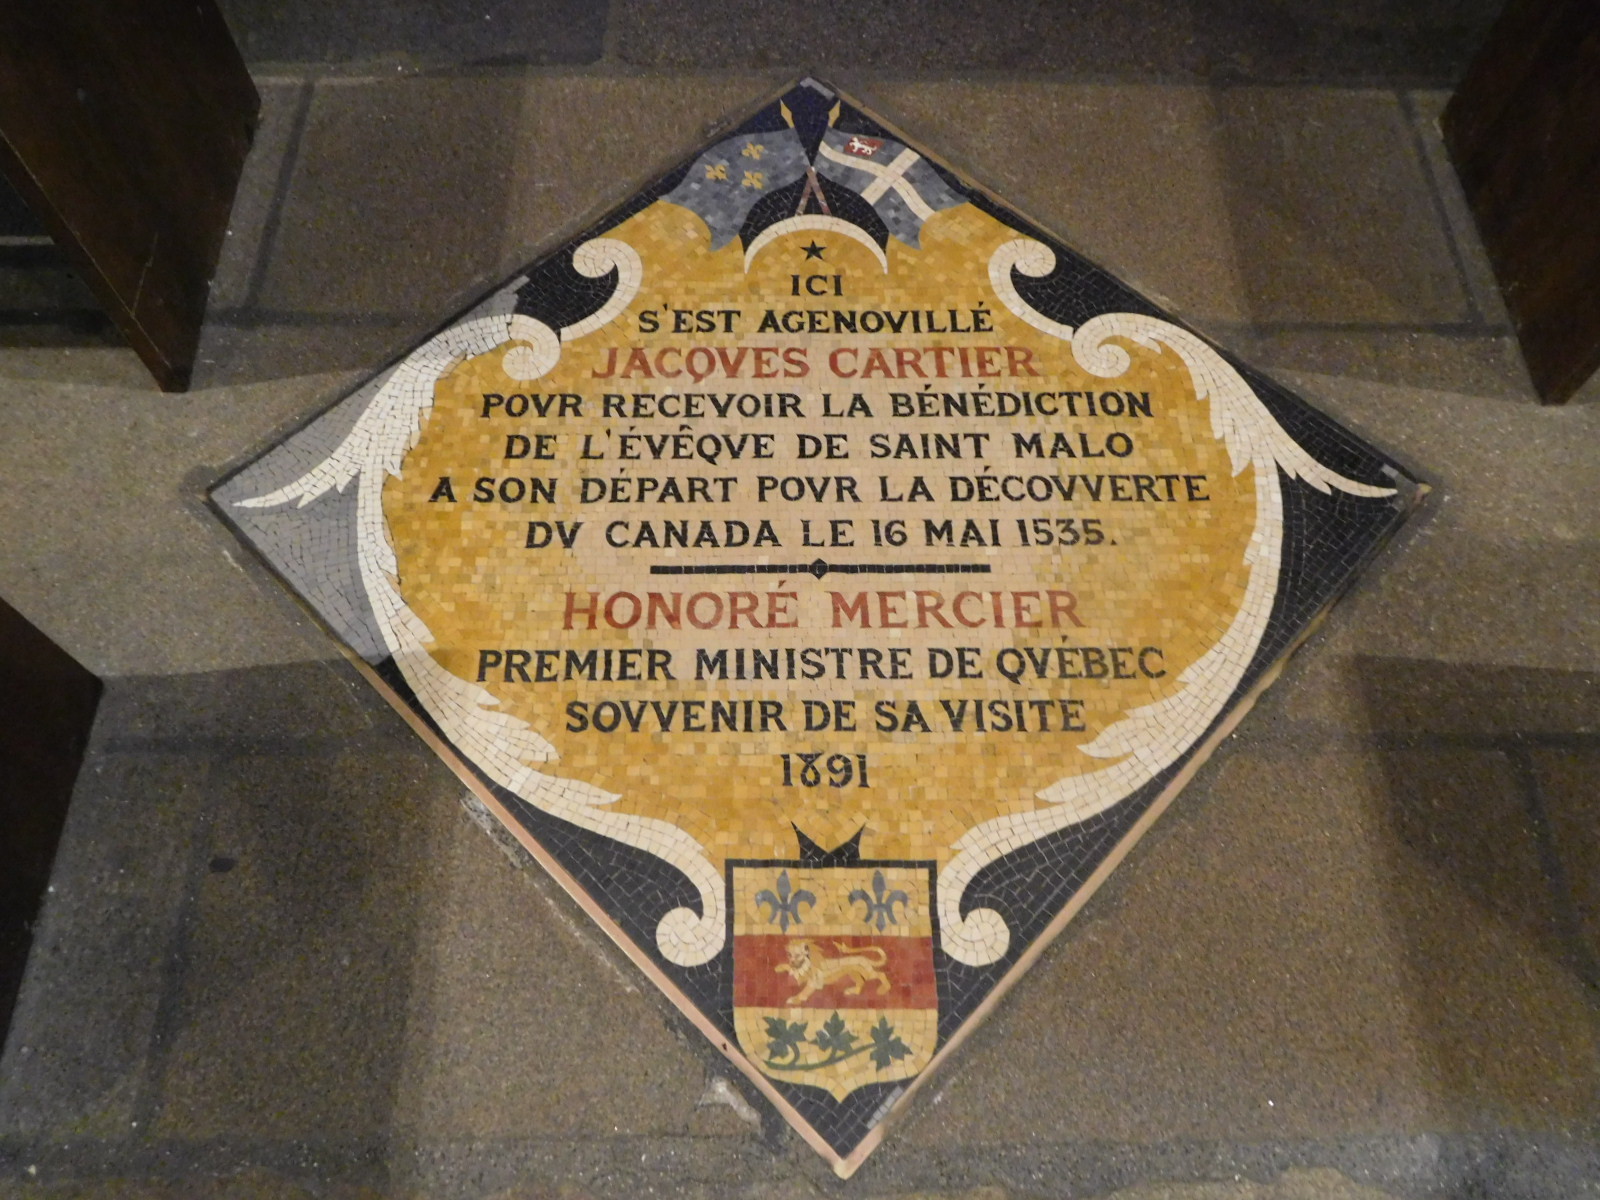 ICI
S'EST AGENOVILLÉ
JACQVES CARTIER
POVR RECEVOIR LA BÉNÉDICTION
DE L'ÉVÊQVE DE SAINT MALO
A SON DÉPART POVR LA DÉCOVVERTE
DV CANADA LE 16 MAI 1535.
HONORÉ MERCIER
PREMIER MINISTRE DE QVÉBEC
SOVVENIR DE SA VISITE
1891